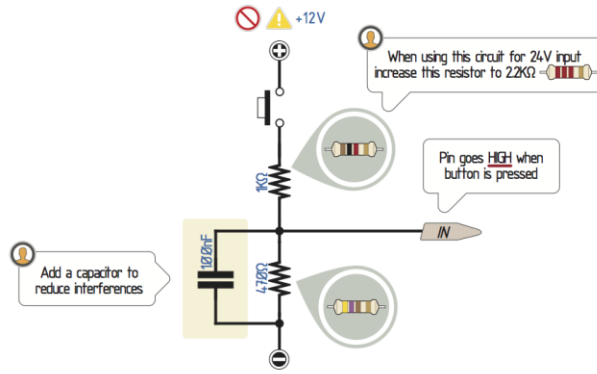 +12V
When using this circuit for 24V input
increase this resistor to 2.2KΩ
1KΩ
Pin goes HIGH when
button is pressed
IN
100nF
470Ω
Add a capacitor to
reduce interferences